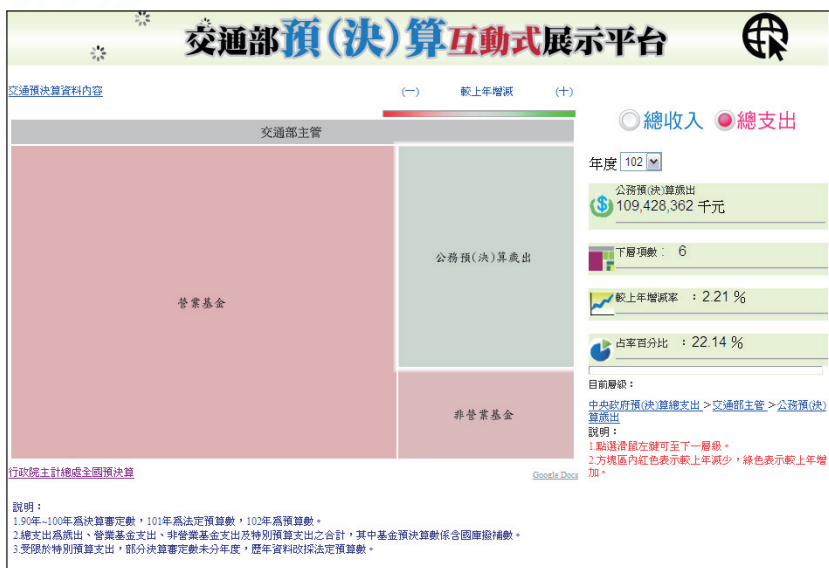 交通部預(決)算互動式展示平台
交通預決算資料內容
(一) 較上年增減 (十)
交通部主管
營業基金
公務預(決)算歲出
非營業基金
行政院主計總處全國預決算
Google Docs
總收入 總支出
年度 102
公務預(決)算歲出
109,428,362 千元
下層項數： 6
較上年增減率 ：2.21 %
占率百分比 ：22.14 %
目前層級：
中央政府預(決)算總支出 >交通部主管 >公務預(決)
算歲出
說明：
1.點選滑鼠左鍵可至下一層級。
2.方塊區內紅色表示較上年減少，綠色表示較上年增
加。
說明：
1.90年~100年為決算審定數，101年為法定預算數，102年為預算數。
2.總支出為歲出、營業基金支出、非營業基金支出及特別預算支出之合計，其中基金預決算數係含國庫撥補數。
3.受限於特別預算支出，部分決算審定數未分年度，歷年資料改採法定預算數。